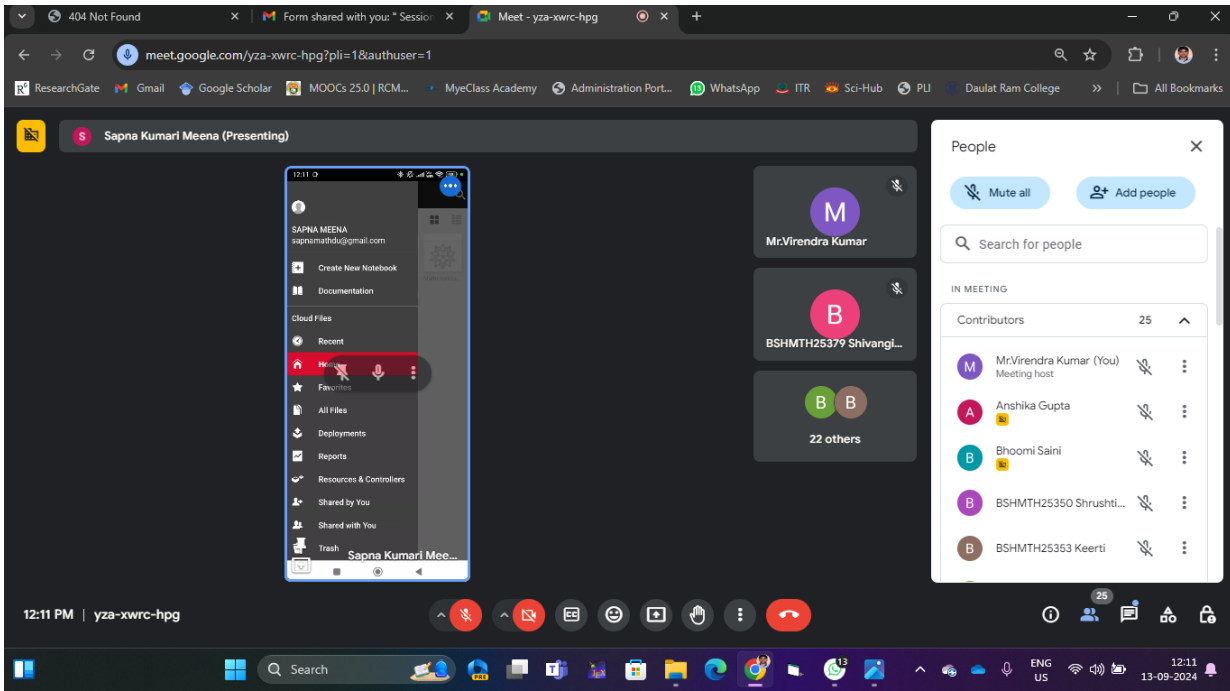 404 Not Found
Form shared with you: " Session
Meet - yza-xwrc-hpg
meet.google.com/yza-xwrc-hpg?pli=1&authuser=1
ResearchGate
Gmail
Google Scholar
MOOCs 25.0 | RCM...
MyeClass Academy
Administration Port...
WhatsApp
ITR
Sci-Hub
PLI
Daulat Ram College
All Bookmarks
S
Sapna Kumari Meena (Presenting)
12:11
SAPNA MEENA
sapnamathdu@gmail.com
Create New Notebook
Documentation
Cloud Files
Recent
Home
Favorites
All Files
Deployments
Reports
Resources & Controllers
Shared by You
Shared with You
Trash
Sapna Kumari Mee...
M
Mr.Virendra Kumar
B
BSHMTH25379 Shivangi...
B B
22 others
People
Mute all
Add people
Search for people
IN MEETING
Contributors 25
M
Mr.Virendra Kumar (You)
Meeting host
A
Anshika Gupta
B
Bhoomi Saini
B
BSHMTH25350 Shrushti...
B
BSHMTH25353 Keerti
12:11 PM | yza-xwrc-hpg
CC
25
Search
PRE
13
ENG
US
12:11
13-09-2024